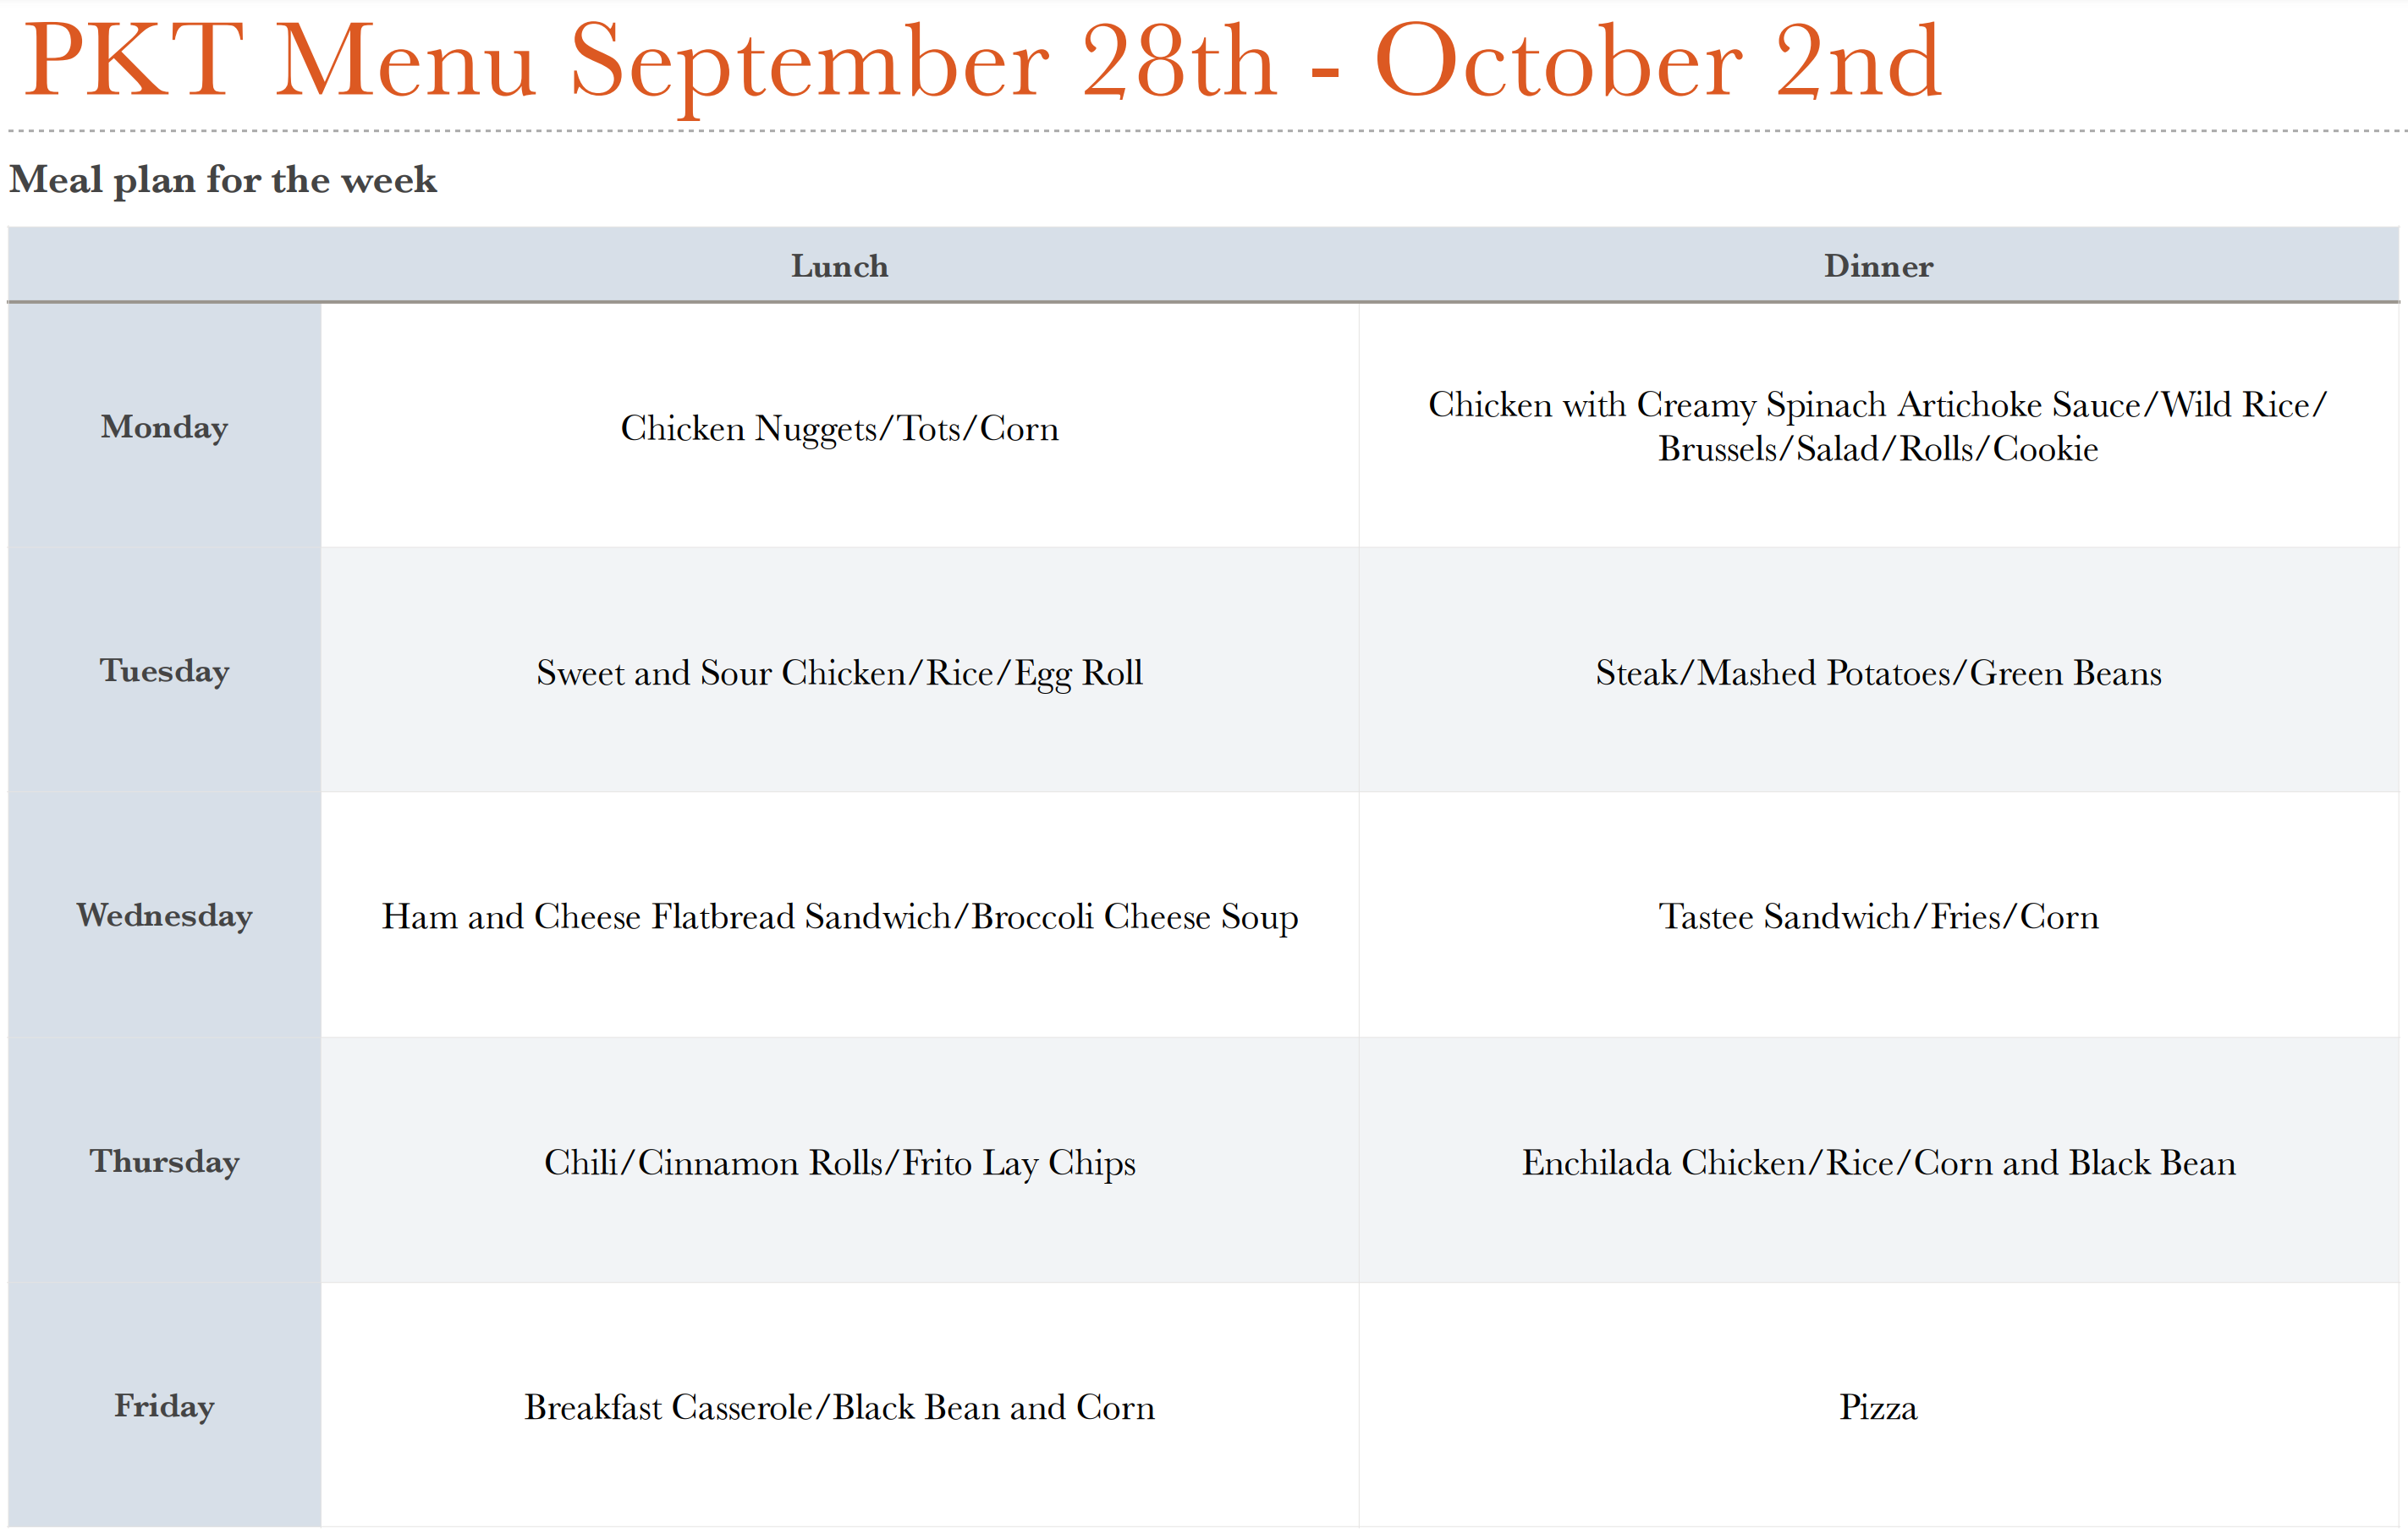 PKT Menu September 28th - October 2nd
Meal plan for the week
Lunch Dinner
Monday Chicken Nuggets/Tots/Corn Chicken with Creamy Spinach Artichoke Sauce/Wild Rice/
Brussels/Salad/Rolls/Cookie
Tuesday Sweet and Sour Chicken/Rice/Egg Roll Steak/Mashed Potatoes/Green Beans
Wednesday Ham and Cheese Flatbread Sandwich/Broccoli Cheese Soup Tastee Sandwich/Fries/Corn
Thursday Chili/Cinnamon Rolls/Frito Lay Chips Enchilada Chicken/Rice/Corn and Black Bean
Friday Breakfast Casserole/Black Bean and Corn Pizza